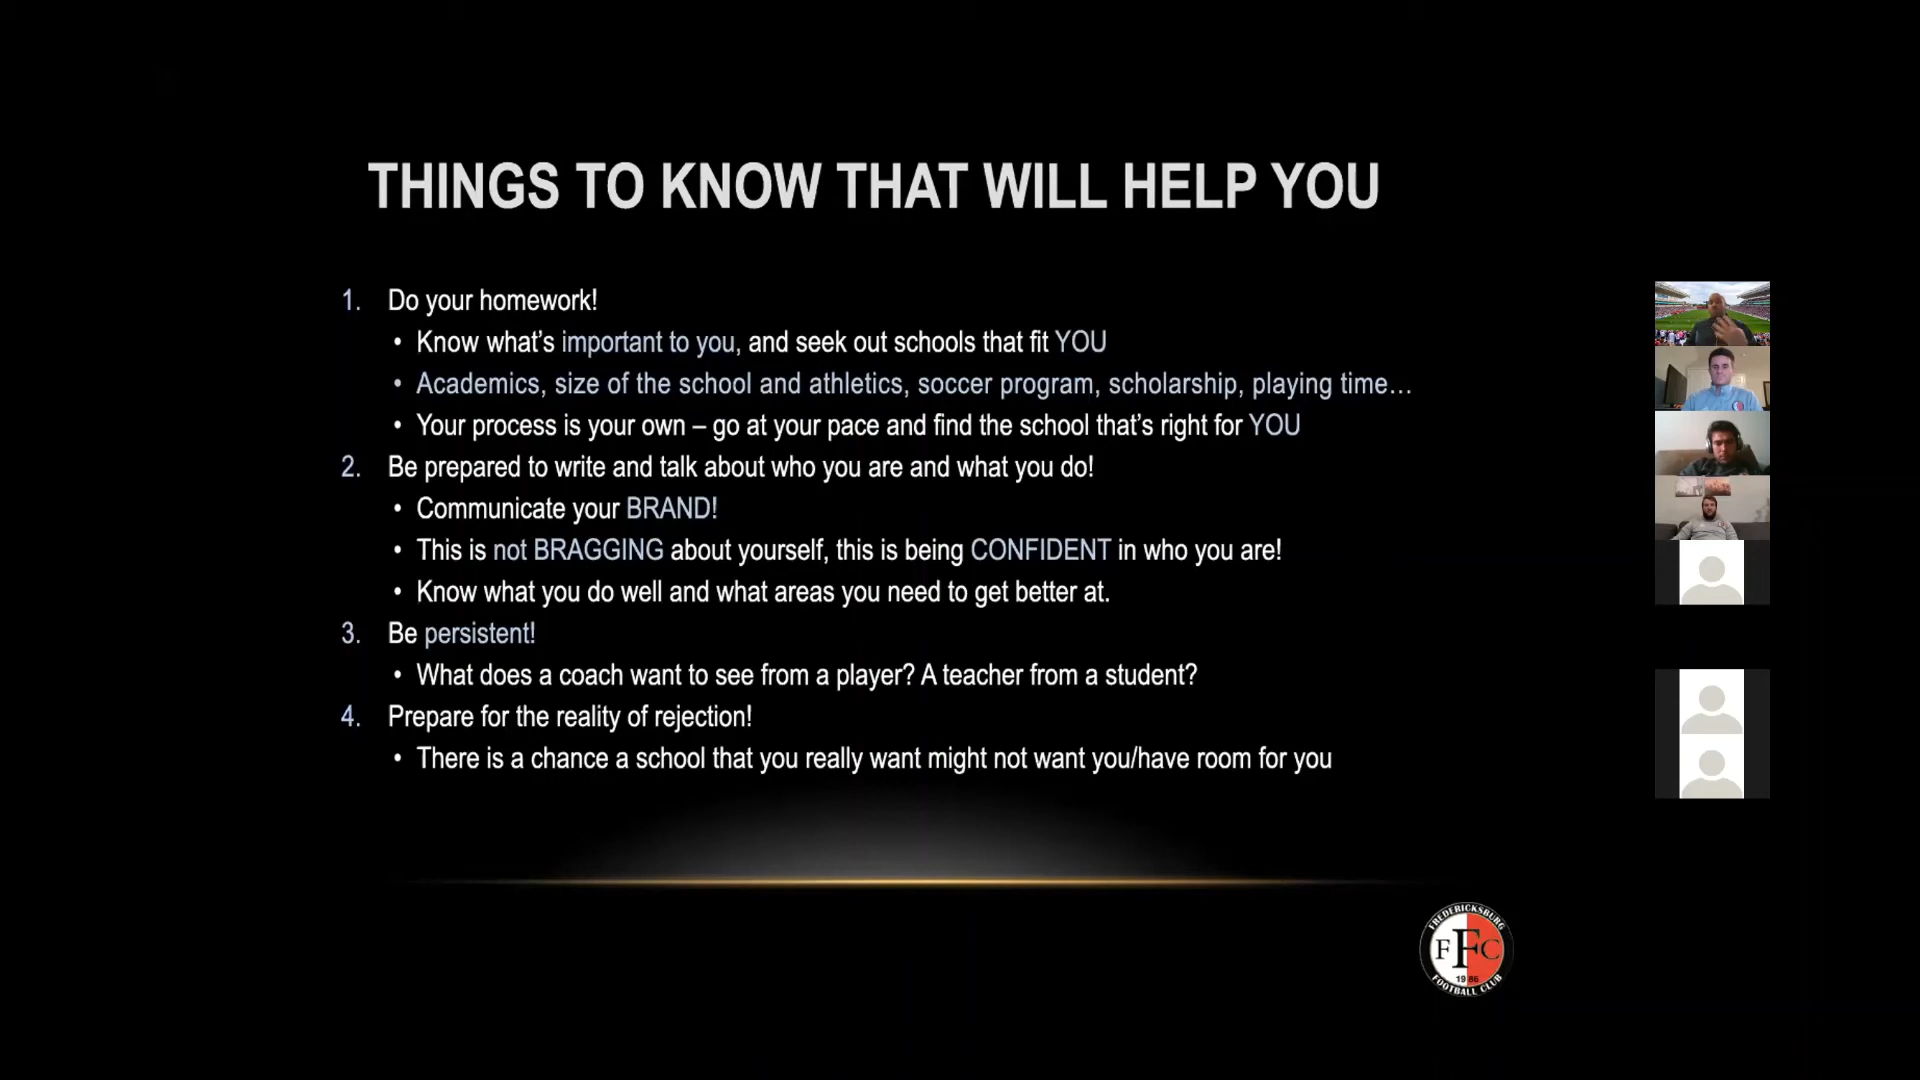 THINGS TO KNOW THAT WILL HELP YOU
1. Do your homework!
• Know what’s important to you, and seek out schools that fit YOU
• Academics, size of the school and athletics, soccer program, scholarship, playing time…
• Your process is your own – go at your pace and find the school that’s right for YOU
2. Be prepared to write and talk about who you are and what you do!
• Communicate your BRAND!
• This is not BRAGGING about yourself, this is being CONFIDENT in who you are!
• Know what you do well and what areas you need to get better at.
3. Be persistent!
• What does a coach want to see from a player? A teacher from a student?
4. Prepare for the reality of rejection!
• There is a chance a school that you really want might not want you/have room for you
FREDERICKSBURG
FFC
1986
FOOTBALL CLUB